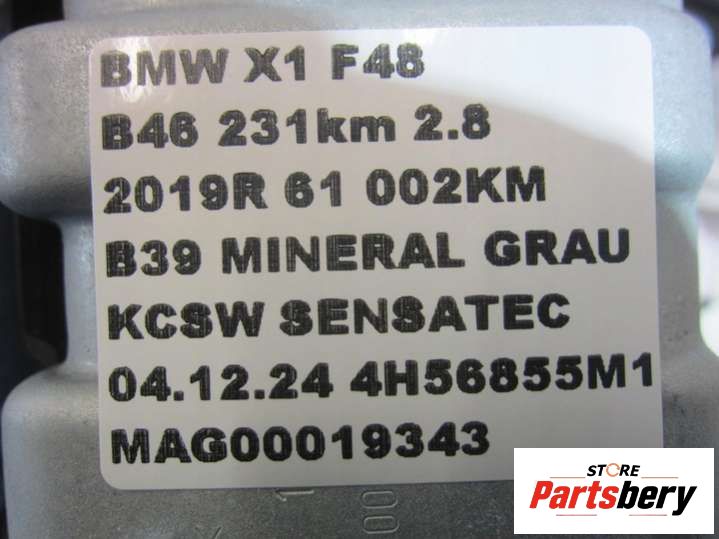 BMW X1 F48
B46 231km 2.8
2019R 61 002KM
B39 MINERAL GRAU
KCSW SENSATEC
04.12.24 4H56855M1
MAG00019343
STORE
Partsbery